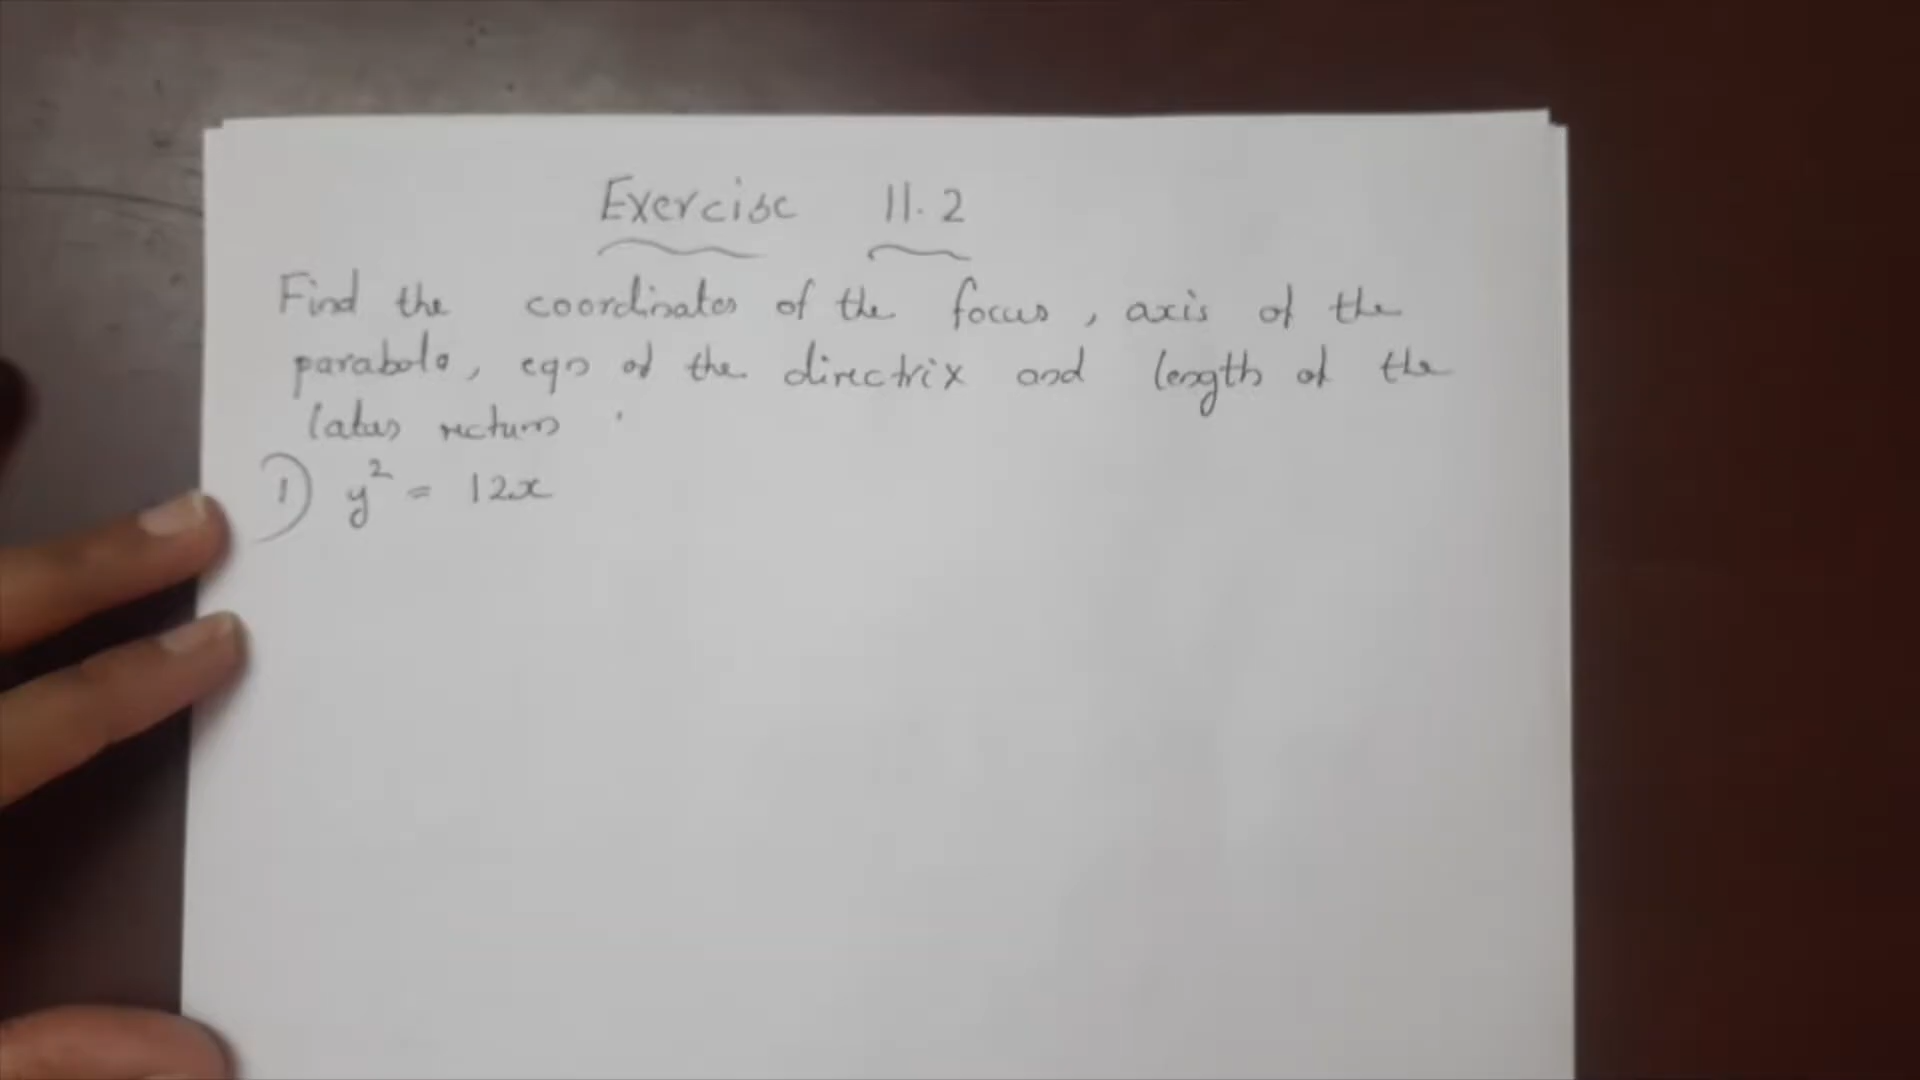 Exercise 11.2
Find the coordinates of the focus, axis of the
parabola, eqn of the directrix and length of the
latus rectum.
1) y² = 12x